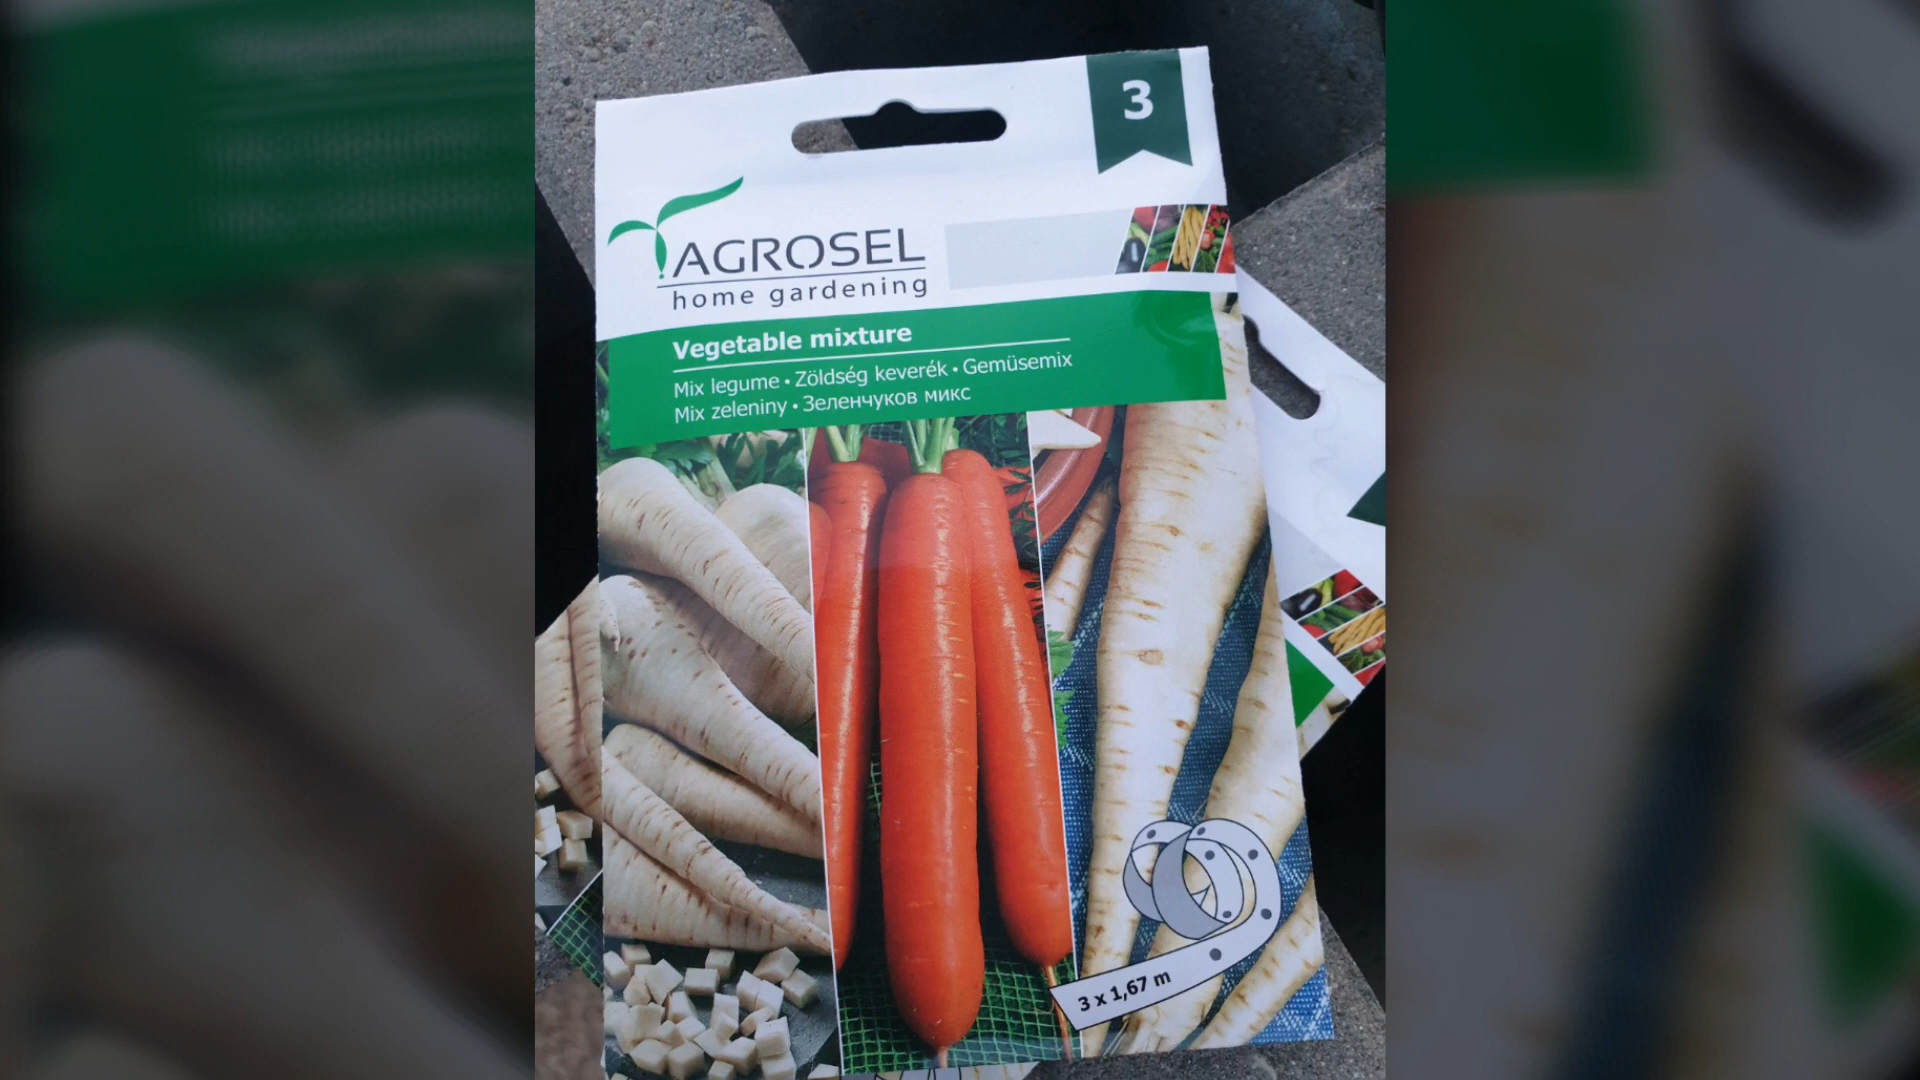 3
AGROSEL
home gardening
Vegetable mixture
Mix legume • Zöldség keverék • Gemüsemix
Mix zeleniny • Зеленчуков микс
3 x 1,67 m